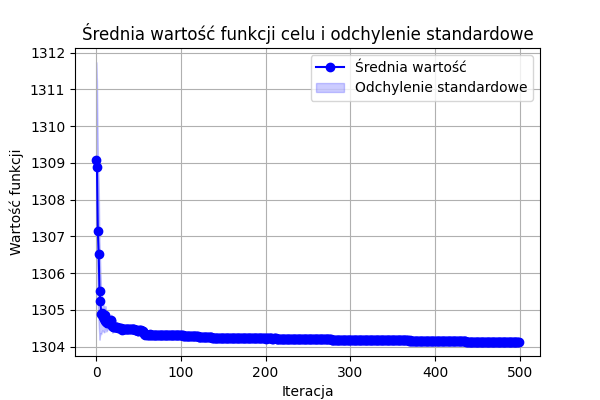 Średnia wartość funkcji celu i odchylenie standardowe
1312
1311
1310
1309
1308
1307
1306
1305
1304
Wartość funkcji
Średnia wartość
Odchylenie standardowe
0 100 200 300 400 500
Iteracja